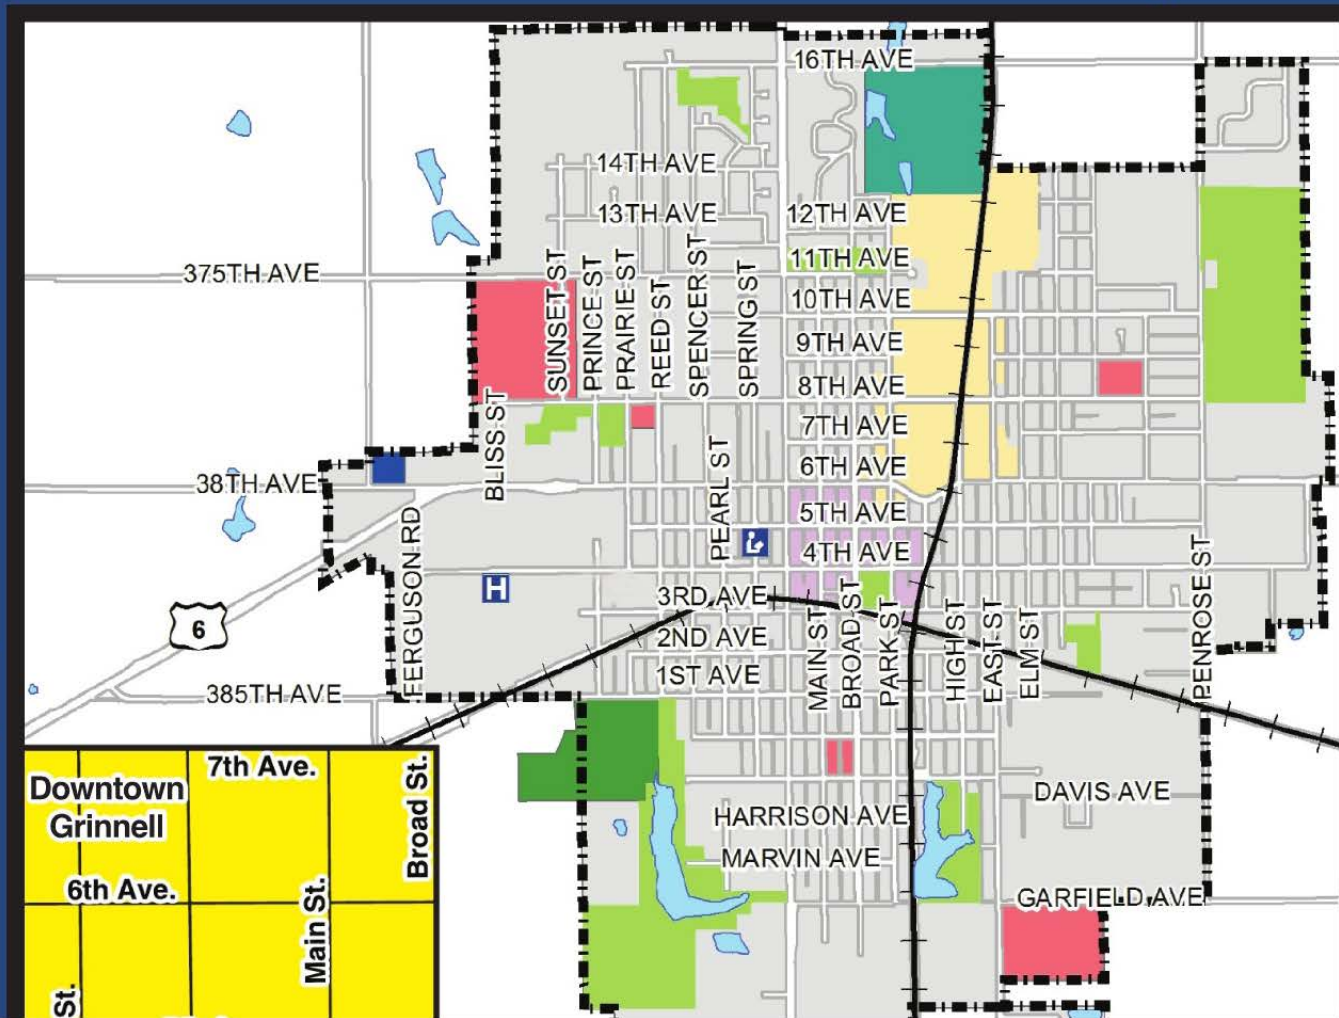 16TH AVE
14TH AVE
13TH AVE
12TH AVE
11TH AVE
375TH AVE
10TH AVE
9TH AVE
8TH AVE
7TH AVE
6TH AVE
38TH AVE
5TH AVE
4TH AVE
3RD AVE
2ND AVE
1ST AVE
385TH AVE
SUNSET ST
PRINCE ST
PRAIRIE ST
REED ST
SPENCER ST
SPRING ST
BLISS ST
PEARL ST
FERGUSON RD
H
6
MAIN ST
BROAD ST
PARK ST
HIGH ST
EAST ST
ELM ST
PENROSE ST
DAVIS AVE
HARRISON AVE
MARVIN AVE
GARFIELD AVE
Downtown
Grinnell
7th Ave.
Broad St.
6th Ave.
Main St.
St.